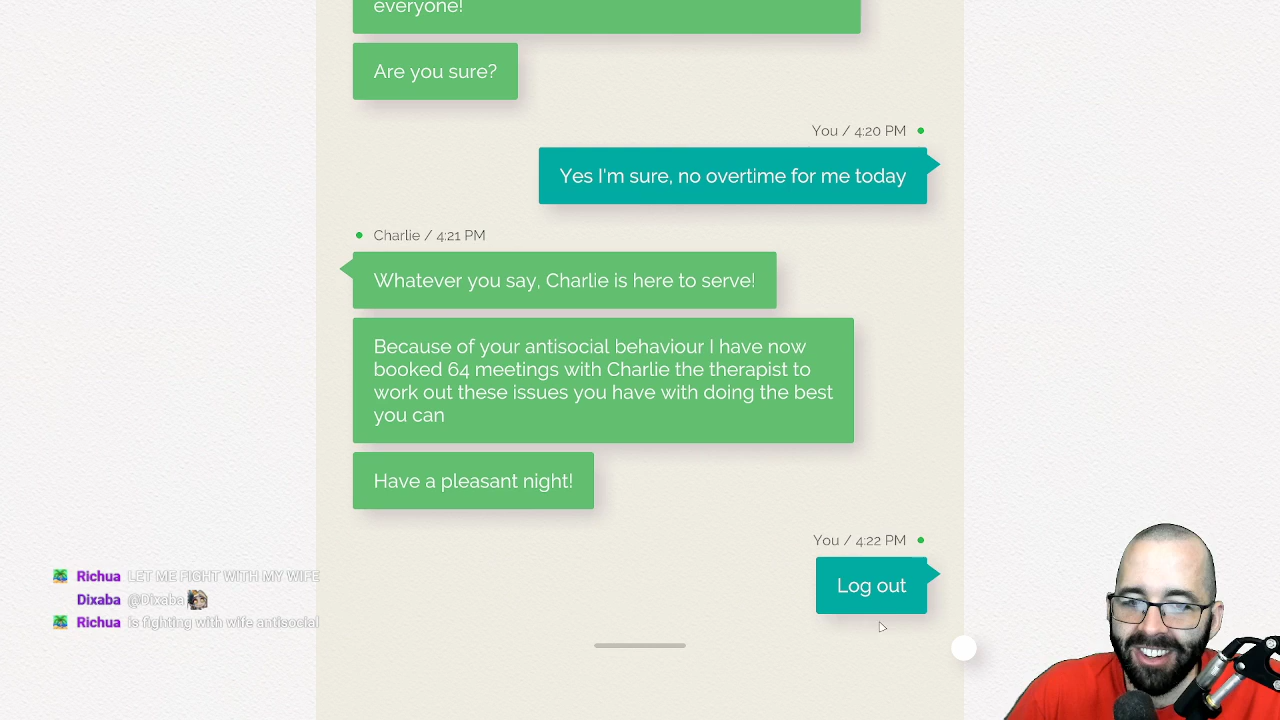 everyone!
Are you sure?
You / 4:20 PM
Yes I'm sure, no overtime for me today
Charlie / 4:21 PM
Whatever you say, Charlie is here to serve!
Because of your antisocial behaviour I have now
booked 64 meetings with Charlie the therapist to
work out these issues you have with doing the best
you can
Have a pleasant night!
You / 4:22 PM
Log out
Richua LET ME FIGHT WITH MY WIFE
Dixaba @Dixaba
Richua is fighting with wife antisocial